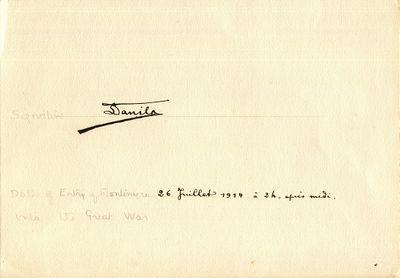 Signature Danilo
Date of Entry of Montenegro 26 Juillet 1914 à 2h. après midi.
into the Great War